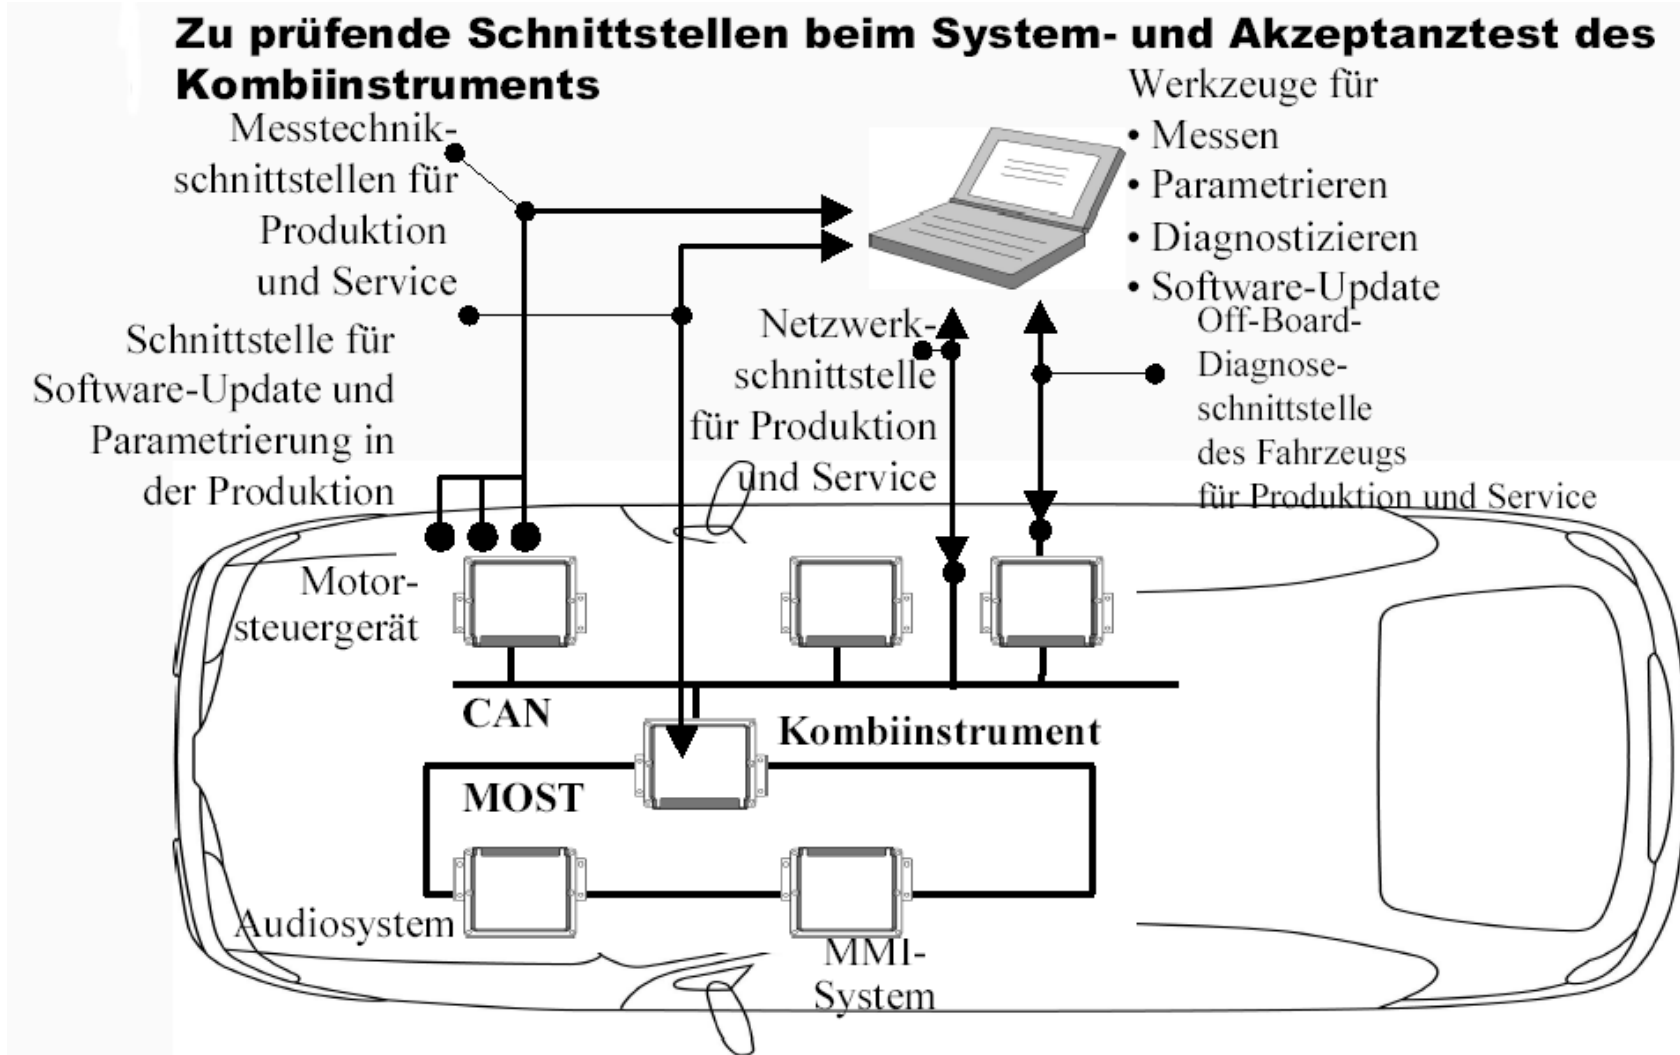 Zu prüfende Schnittstellen beim System- und Akzeptanztest des
Kombiinstruments
Werkzeuge für
• Messen
• Parametrieren
• Diagnostizieren
• Software-Update
Messtechnik-
schnittstellen für
Produktion
und Service
Schnittstelle für
Software-Update und
Parametrierung in
der Produktion
Netzwerk-
schnittstelle
für Produktion
und Service
Off-Board-
Diagnose-
schnittstelle
des Fahrzeugs
für Produktion und Service
Motor-
steuergerät
CAN
Kombiinstrument
MOST
Audiosystem
MMI-
System